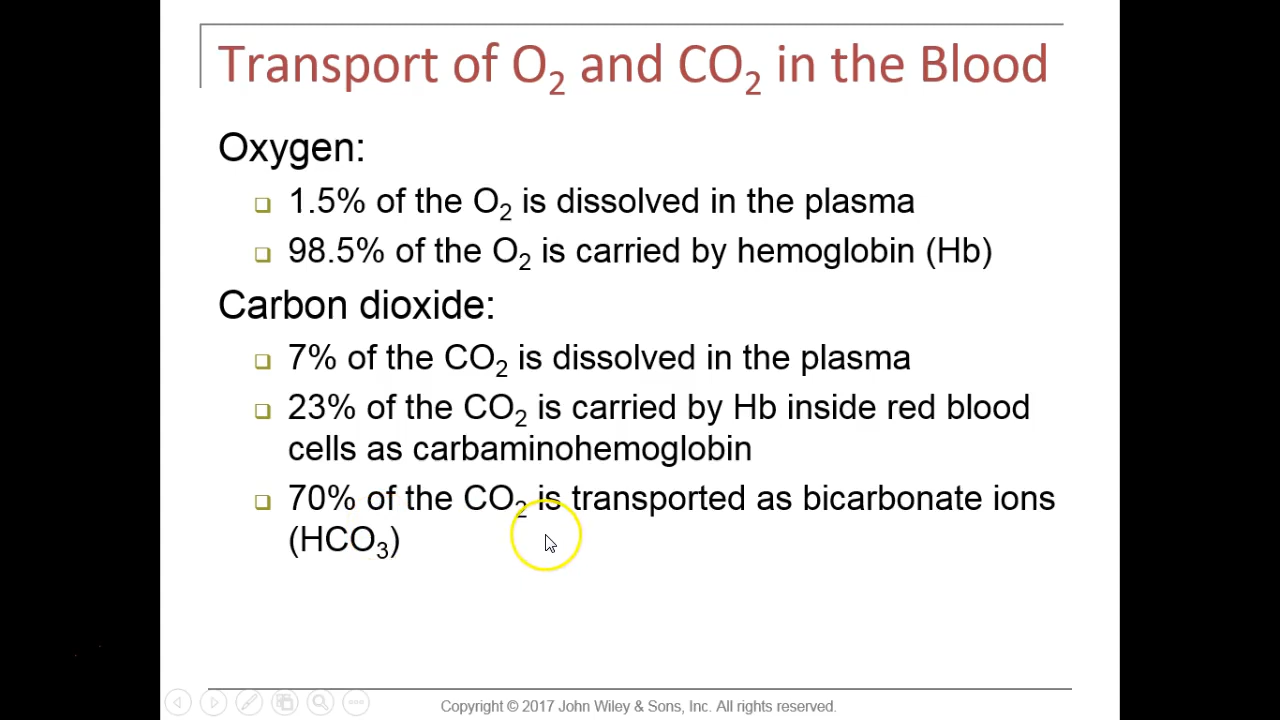 Transport of O₂ and CO₂ in the Blood
Oxygen:
1.5% of the O₂ is dissolved in the plasma
98.5% of the O₂ is carried by hemoglobin (Hb)
Carbon dioxide:
7% of the CO₂ is dissolved in the plasma
23% of the CO₂ is carried by Hb inside red blood
cells as carbaminohemoglobin
70% of the CO₂ is transported as bicarbonate ions
(HCO₃)
Copyright © 2017 John Wiley & Sons, Inc. All rights reserved.